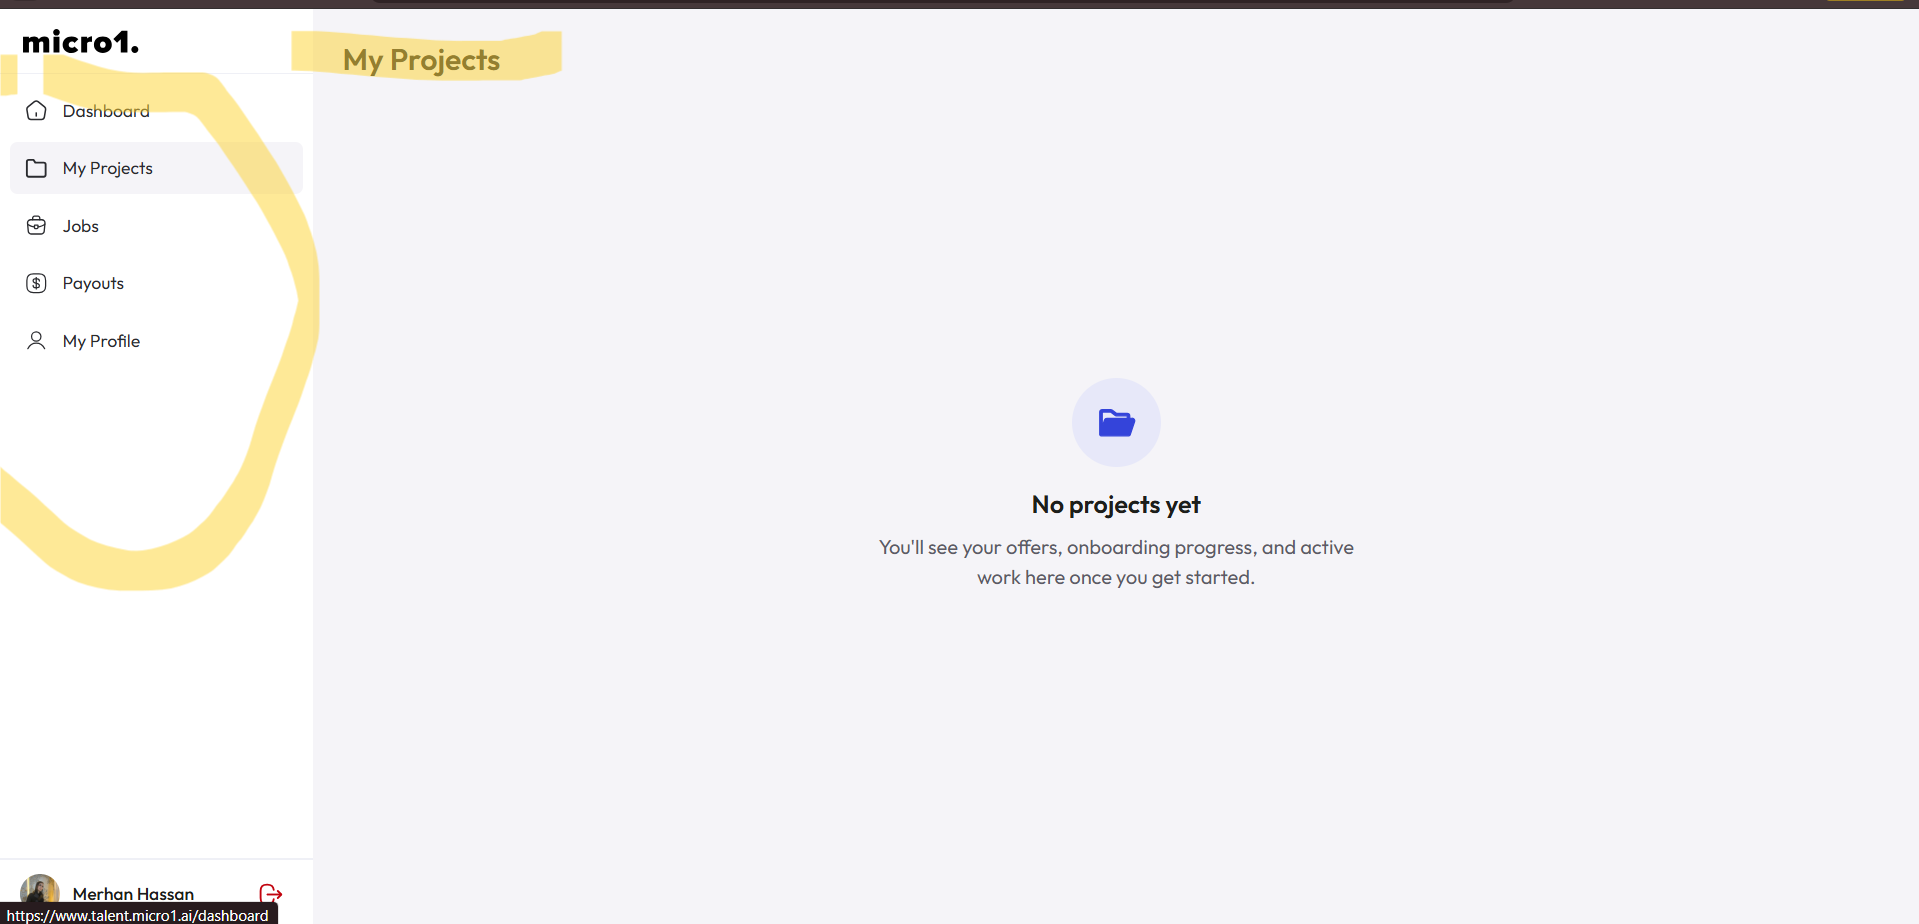 micro1.
My Projects
Dashboard
My Projects
Jobs
Payouts
My Profile
No projects yet
You'll see your offers, onboarding progress, and active
work here once you get started.
Merhan Hassan
https://www.talent.micro1.ai/dashboard